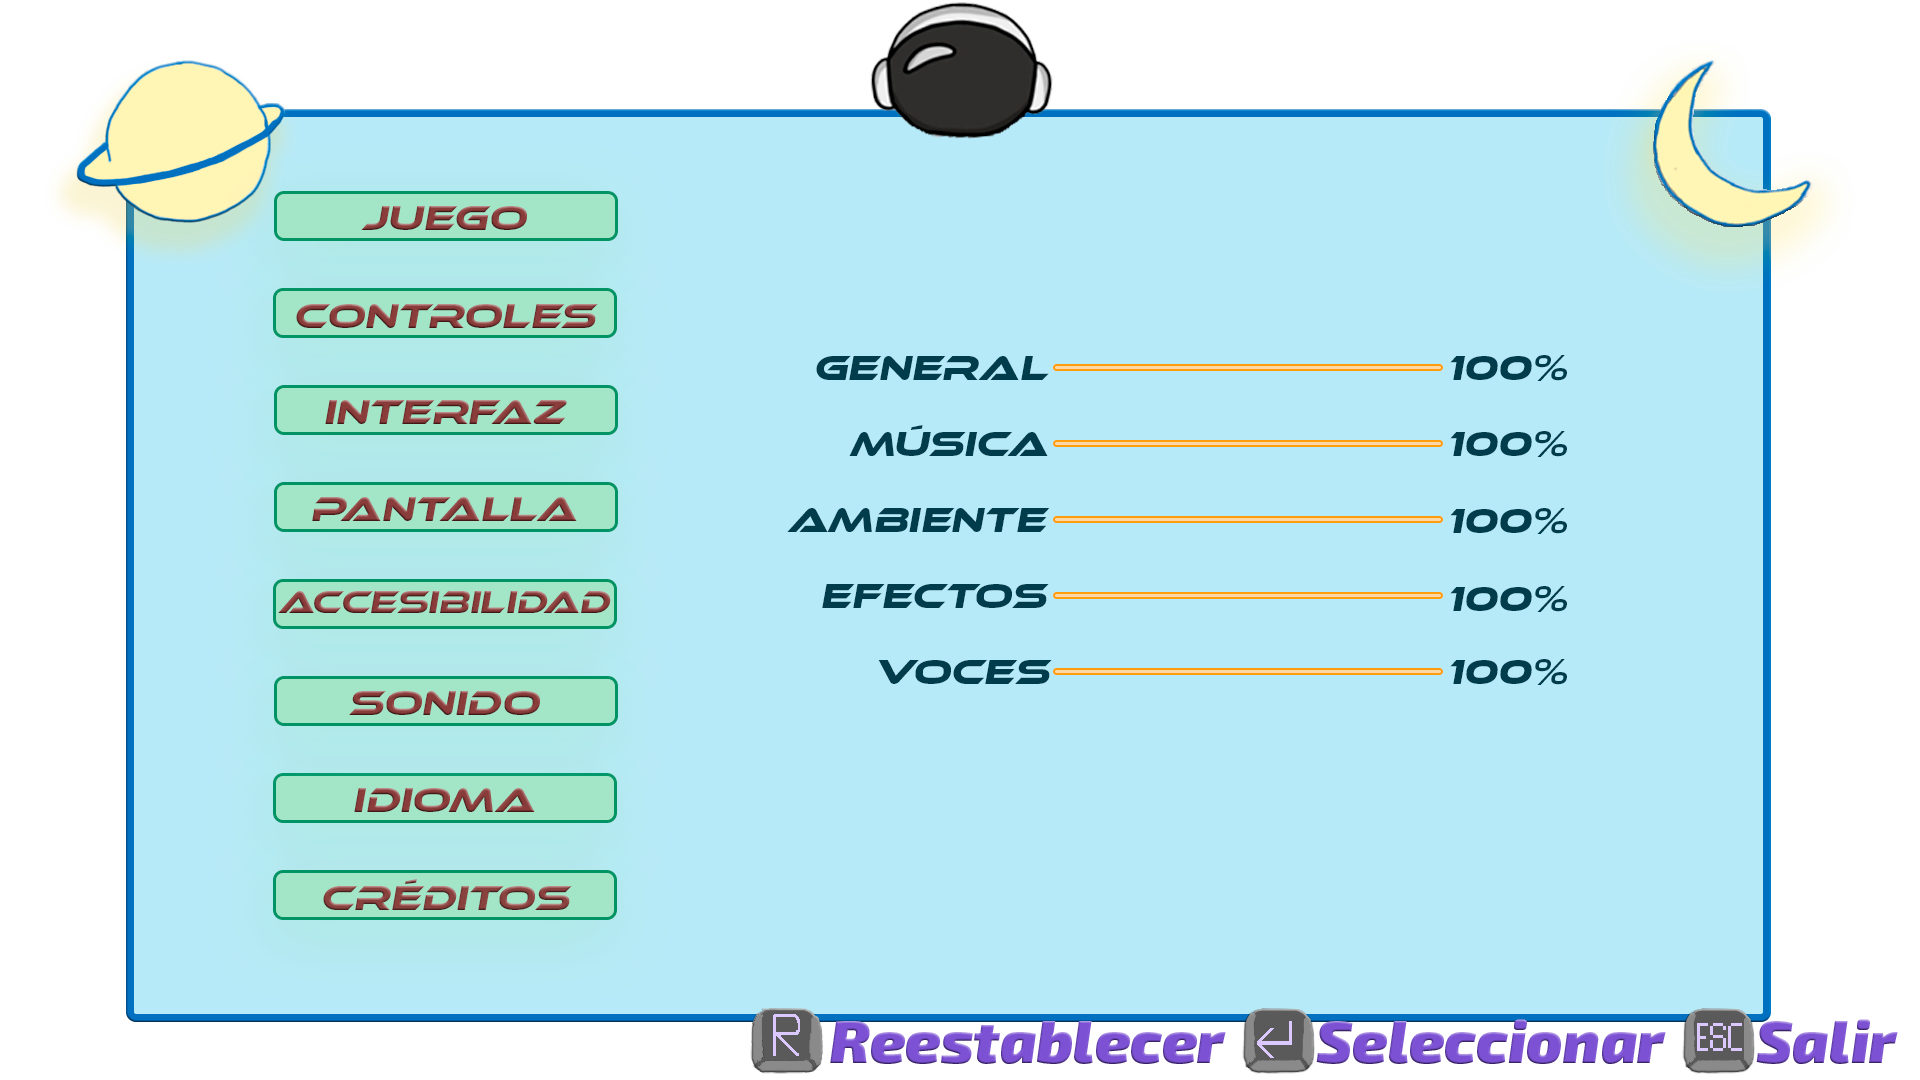 JUEGO
CONTROLES
INTERFAZ
PANTALLA
ACCESIBILIDAD
SONIDO
IDIOMA
CRÉDITOS
GENERAL 100%
MÚSICA 100%
AMBIENTE 100%
EFECTOS 100%
VOCES 100%
R Reestablecer ↵ Seleccionar ESC Salir